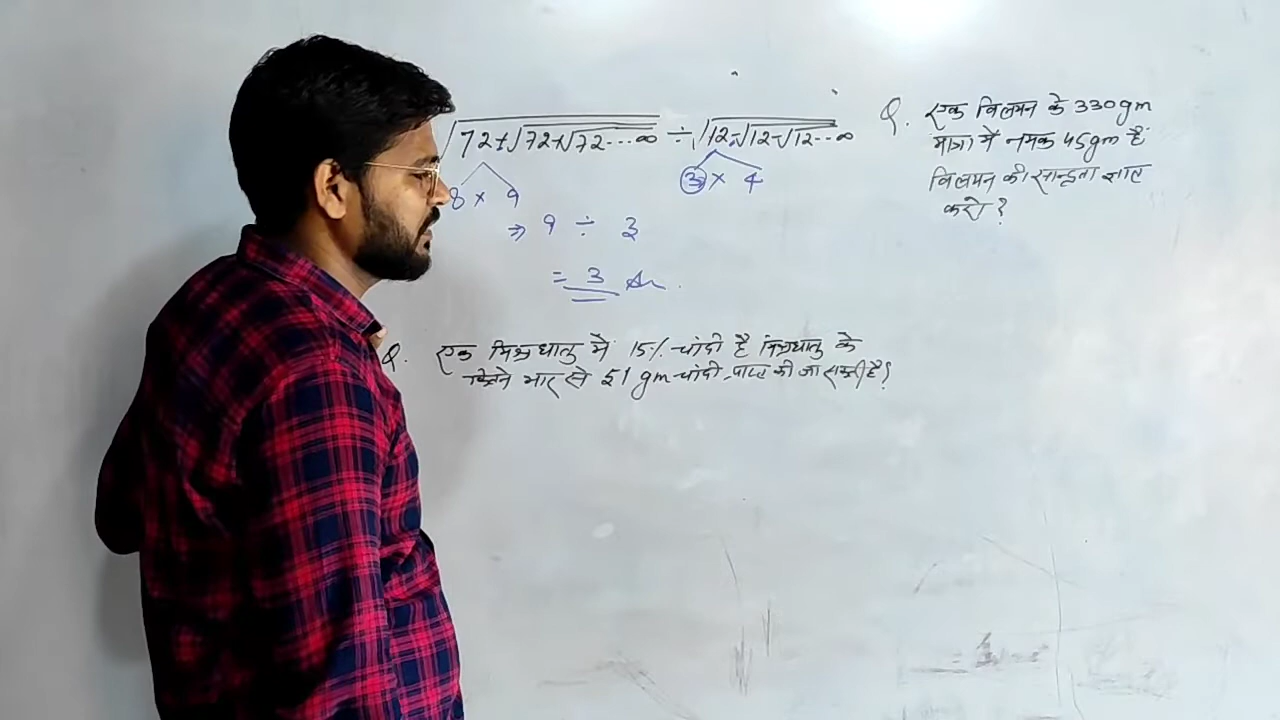 √72+√72+√72...∞ ÷ √12-√12-√12...∞
8 × 9
3 × 4
⇒ 9 ÷ 3
= 3 Ans.
Q. एक विलयन के 330gm
मात्रा में नमक 45gm है
विलयन की सान्द्रता ज्ञात
करो?
Q. एक मिश्रधातु में 15% चांदी है मिश्रधातु के
कितने भार से 51 gm चांदी प्राप्त की जा सकती है?